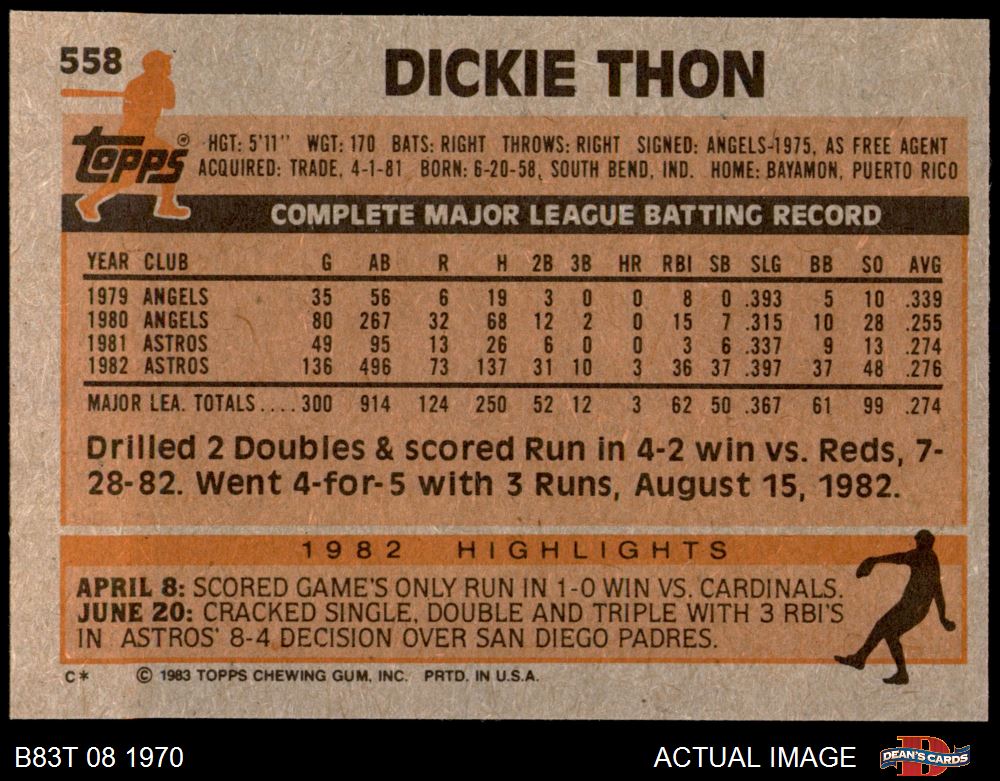 558
DICKIE THON
topps®
HGT: 5'11" WGT: 170 BATS: RIGHT THROWS: RIGHT SIGNED: ANGELS-1975, AS FREE AGENT
ACQUIRED: TRADE, 4-1-81 BORN: 6-20-58, SOUTH BEND, IND. HOME: BAYAMON, PUERTO RICO
COMPLETE MAJOR LEAGUE BATTING RECORD
YEAR CLUB G AB R H 2B 3B HR RBI SB SLG BB SO AVG
1979 ANGELS 35 56 6 19 3 0 0 8 0 .393 5 10 .339
1980 ANGELS 80 267 32 68 12 2 0 15 7 .315 10 28 .255
1981 ASTROS 49 95 13 26 6 0 0 3 6 .337 9 13 .274
1982 ASTROS 136 496 73 137 31 10 3 36 37 .397 37 48 .276
MAJOR LEA. TOTALS.... 300 914 124 250 52 12 3 62 50 .367 61 99 .274
Drilled 2 Doubles & scored Run in 4-2 win vs. Reds, 7-
28-82. Went 4-for-5 with 3 Runs, August 15, 1982.
1982 HIGHLIGHTS
APRIL 8: SCORED GAME'S ONLY RUN IN 1-0 WIN VS. CARDINALS.
JUNE 20: CRACKED SINGLE, DOUBLE AND TRIPLE WITH 3 RBI'S
IN ASTROS' 8-4 DECISION OVER SAN DIEGO PADRES.
C* © 1983 TOPPS CHEWING GUM, INC. PRTD. IN U.S.A.
B83T 08 1970 ACTUAL IMAGE DEAN'S CARDS